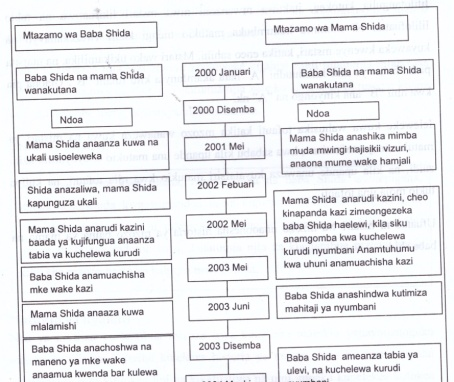 Mtazamo wa Baba Shida
Mtazamo wa Mama Shida
Baba Shida na mama Shida
wanakutana
2000 Januari
Baba Shida na mama Shida
wanakutana
Ndoa
2000 Disemba
Ndoa
Mama Shida anaanza kuwa na
ukali usioeleweka
2001 Mei
Mama Shida anashika mimba
muda mwingi hajisikii vizuri,
anaona mume wake hamjali
Shida anazaliwa, mama Shida
kapunguza ukali
2002 Febuari
Mama Shida anarudi kazini
baada ya kujifungua anaanza
tabia va kuchelewa kurudi
2002 Mei
Mama Shida anarudi kazini, cheo
kinapanda kazi zimeongezeka
baba Shida haelewi, kila siku
anamgomba kwa kuchelewa
kurudi nyumbani Anamtuhumu
kwa uhuni anamuachisha kazi
Baba Shida anamuachisha
mke wake kazi
2003 Mei
Mama Shida anaaza kuwa
mlalamishi
2003 Juni
Baba Shida anashindwa kutimiza
mahitaji ya nyumbani
Baba Shida anachoshwa na
maneno ya mke wake
anaamua kwenda bar kulewa
2003 Disemba
Baba Shida ameanza tabia ya
ulevi, na kuchelewa kurudi
nyumbani